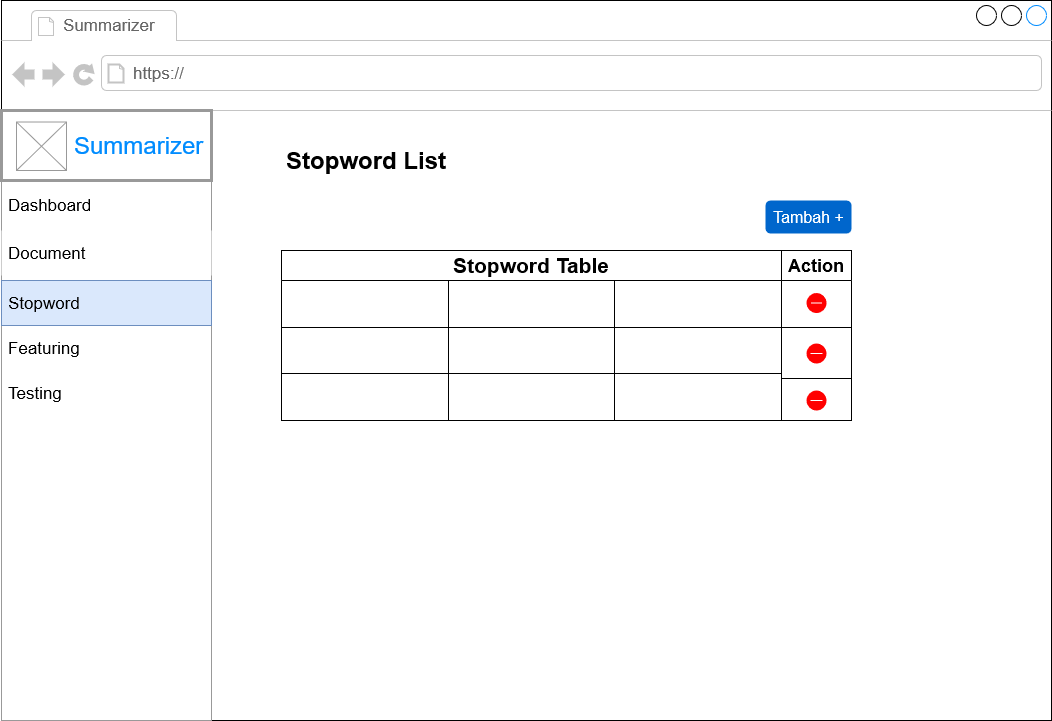 Summarizer
https://
Summarizer
Dashboard
Document
Stopword
Featuring
Testing
Stopword List
Tambah +
Stopword Table
Action